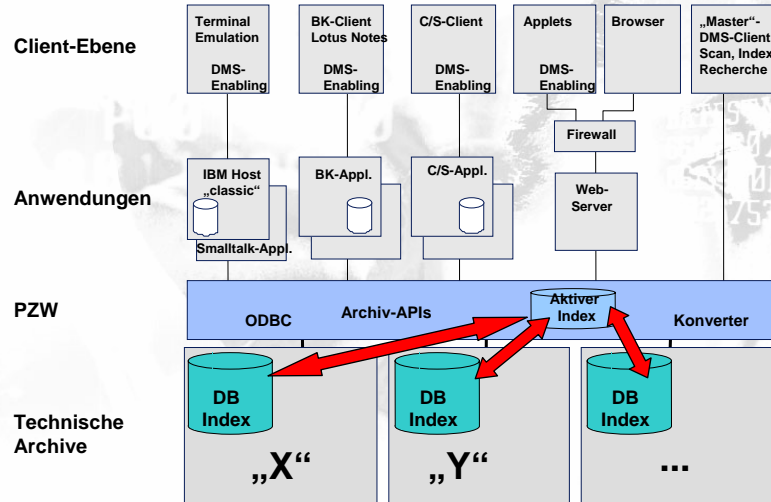 Client-Ebene
Terminal
Emulation
DMS-
Enabling
BK-Client
Lotus Notes
DMS-
Enabling
C/S-Client
DMS-
Enabling
Applets
DMS-
Enabling
Browser
„Master“-
DMS-Client
Scan, Index
Recherche
Firewall
Anwendungen
IBM Host
„classic“
Smalltalk-Appl.
BK-Appl.
C/S-Appl.
Web-
Server
PZW
ODBC
Archiv-APIs
Aktiver
Index
Konverter
Technische
Archive
DB
Index
„X“
DB
Index
„Y“
DB
Index
...